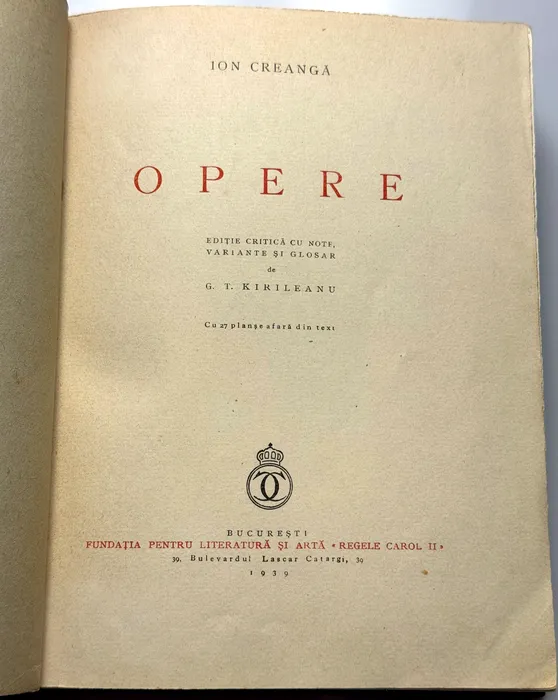 ION CREANGĂ
OPERE
EDIȚIE CRITICĂ CU NOTE,
VARIANTE ȘI GLOSAR
de
G. T. KIRILEANU
Cu 27 planșe afară din text
BUCUREȘTI
FUNDAȚIA PENTRU LITERATURĂ ȘI ARTĂ «REGELE CAROL II»
39, Bulevardul Lascar Catargi, 39
1939